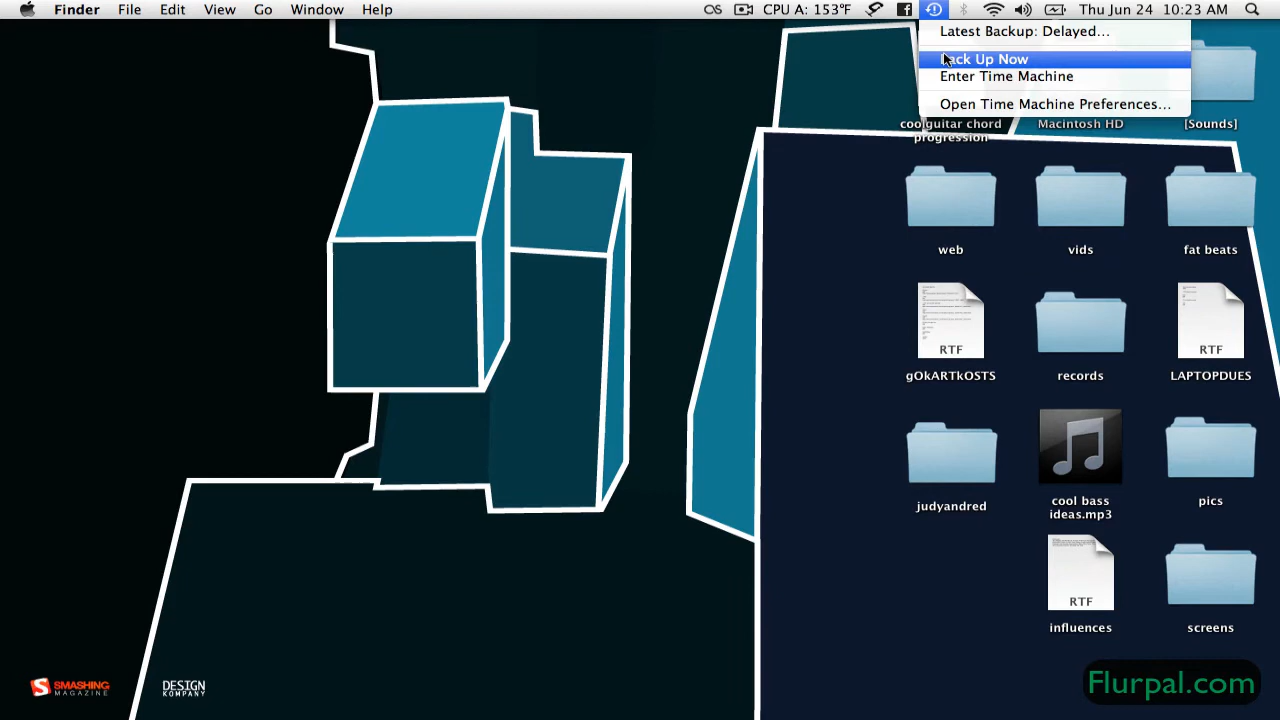 Finder File Edit View Go Window Help
CPU A: 153°F
Thu Jun 24 10:23 AM
Latest Backup: Delayed...
Back Up Now
Enter Time Machine
Open Time Machine Preferences...
coolguitar chord
progression
Macintosh HD
[Sounds]
web
vids
fat beats
RTF
RTF
gOkARTkOSTS
records
LAPTOPDUES
judyandred
cool bass
ideas.mp3
pics
RTF
influences
screens
SMASHING
MAGAZINE
DESIGN
KOMPANY
Flurpal.com